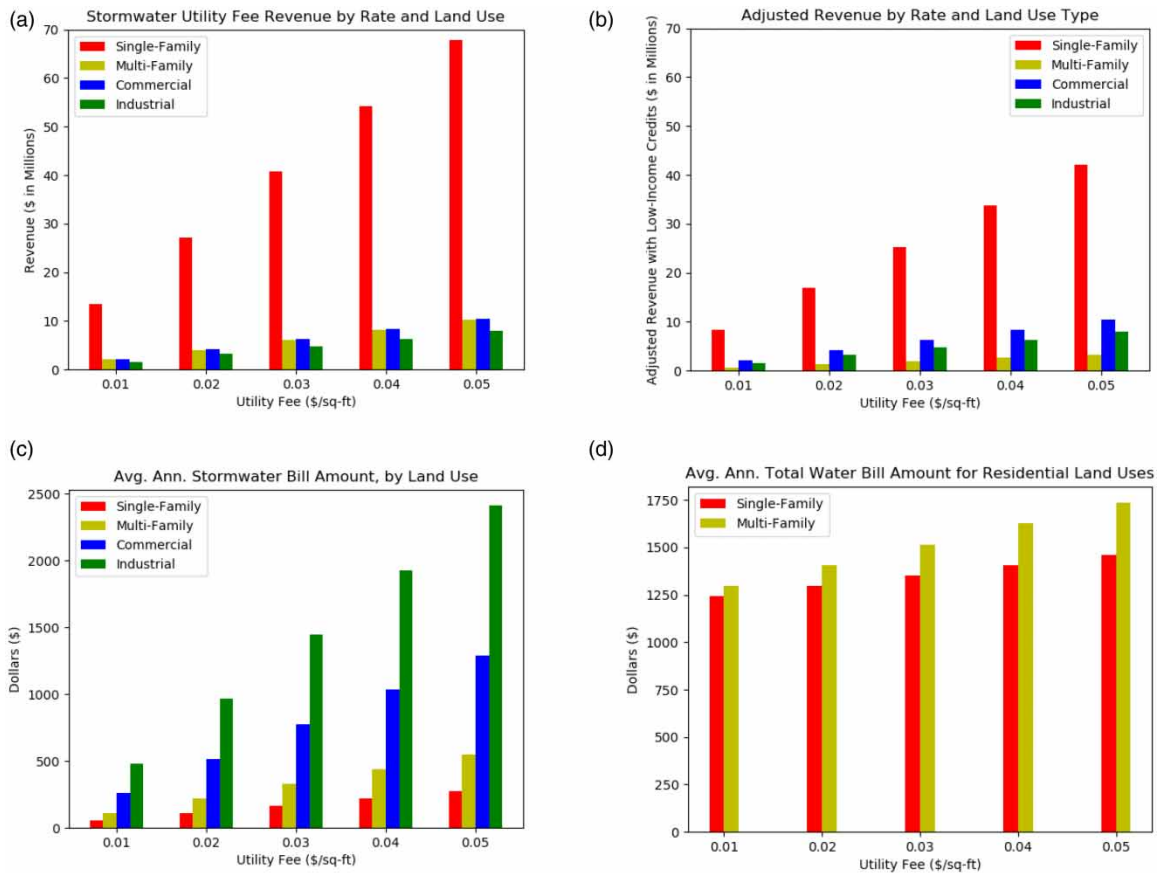 (a)
Stormwater Utility Fee Revenue by Rate and Land Use
70
60
50
40
30
20
10
0
Revenue ($ in Millions)
Single-Family
Multi-Family
Commercial
Industrial
0.01 0.02 0.03 0.04 0.05
Utility Fee ($/sq-ft)
(b)
Adjusted Revenue by Rate and Land Use Type
70
60
50
40
30
20
10
0
Adjusted Revenue with Low-Income Credits ($ in Millions)
Single-Family
Multi-Family
Commercial
Industrial
0.01 0.02 0.03 0.04 0.05
Utility Fee ($/sq-ft)
(c)
Avg. Ann. Stormwater Bill Amount, by Land Use
2500
2000
1500
1000
500
0
Dollars ($)
Single-Family
Multi-Family
Commercial
Industrial
0.01 0.02 0.03 0.04 0.05
Utility Fee ($/sq-ft)
(d)
Avg. Ann. Total Water Bill Amount for Residential Land Uses
1750
1500
1250
1000
750
500
250
0
Dollars ($)
Single-Family
Multi-Family
0.01 0.02 0.03 0.04 0.05
Utility Fee ($/sq-ft)